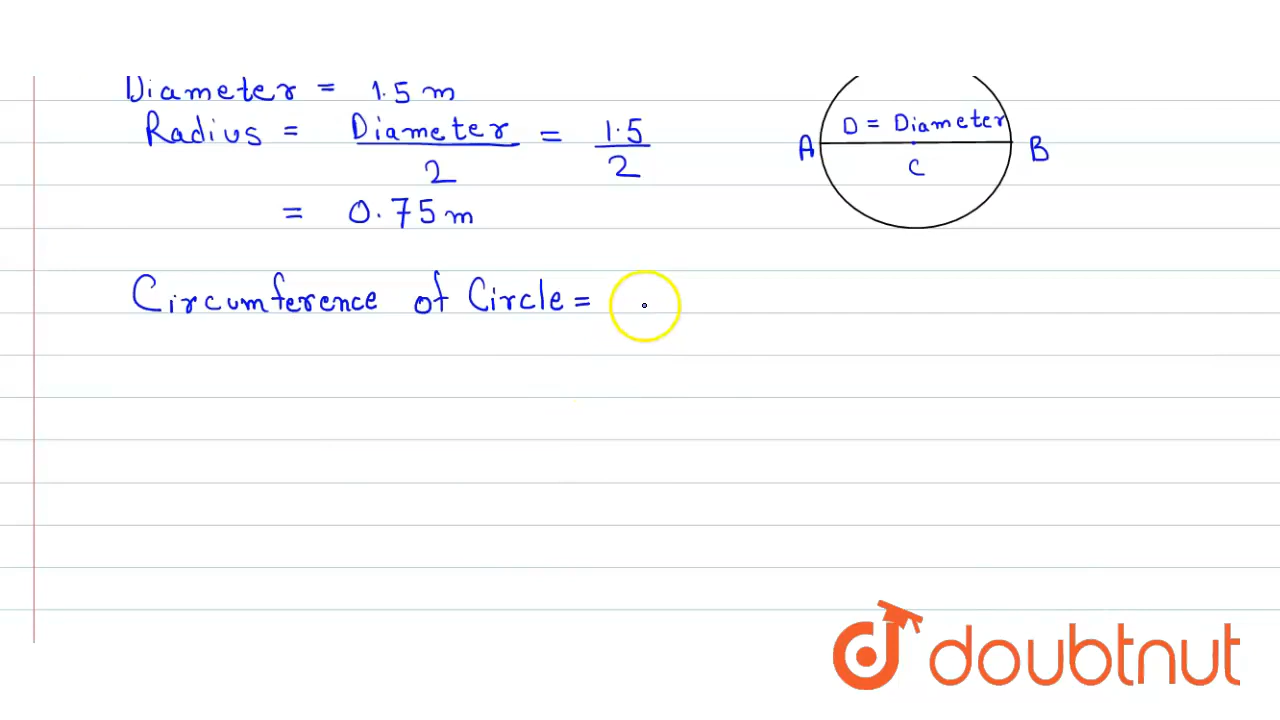 Diameter = 1.5 m
Radius = Diameter/2 = 1.5/2
= 0.75 m
Circumference of Circle =
D = Diameter
A B
C
doubtnut